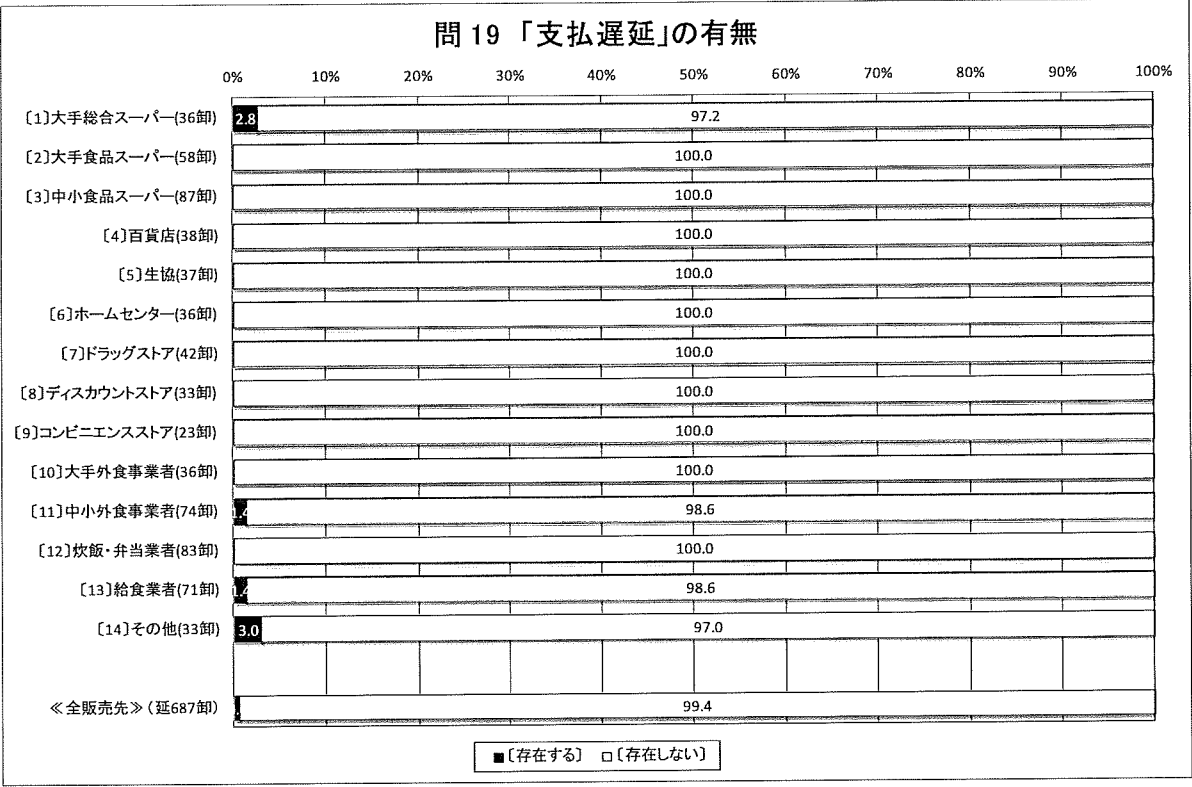 問 19 「支払遅延」の有無
0% 10% 20% 30% 40% 50% 60% 70% 80% 90% 100%
〔1〕大手総合スーパー(36卸) 2.8 97.2
〔2〕大手食品スーパー(58卸) 100.0
〔3〕中小食品スーパー(87卸) 100.0
〔4〕百貨店(38卸) 100.0
〔5〕生協(37卸) 100.0
〔6〕ホームセンター(36卸) 100.0
〔7〕ドラッグストア(42卸) 100.0
〔8〕ディスカウントストア(33卸) 100.0
〔9〕コンビニエンスストア(23卸) 100.0
〔10〕大手外食事業者(36卸) 100.0
〔11〕中小外食事業者(74卸) 1.4 98.6
〔12〕炊飯・弁当業者(83卸) 100.0
〔13〕給食業者(71卸) 1.4 98.6
〔14〕その他(33卸) 3.0 97.0
≪全販売先≫（延687卸） 99.4
■〔存在する〕 □〔存在しない〕